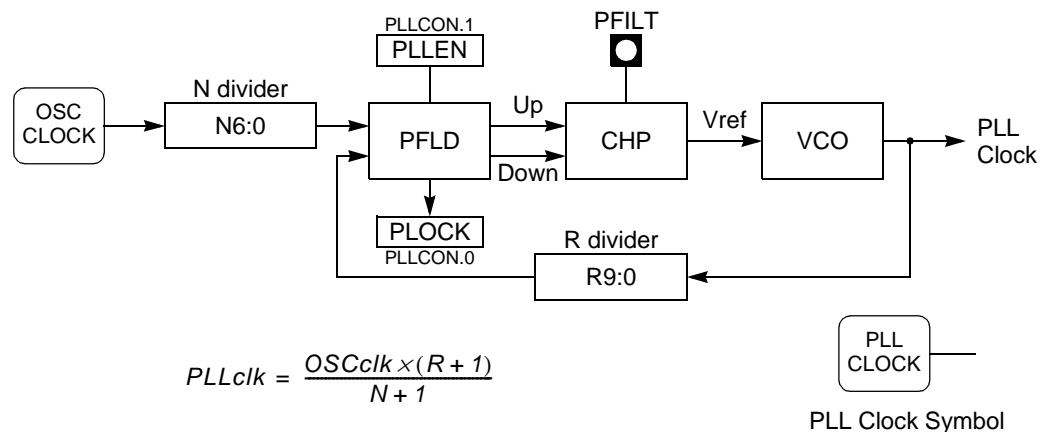 PLLCON.1
PLLEN
PFILT
OSC
CLOCK
N divider
N6:0
PFLD
Up
Down
CHP
Vref
VCO
PLL
Clock
PLOCK
PLLCON.0
R divider
R9:0
PLLclk = OSCclk × (R + 1)
N + 1
PLL
CLOCK
PLL Clock Symbol